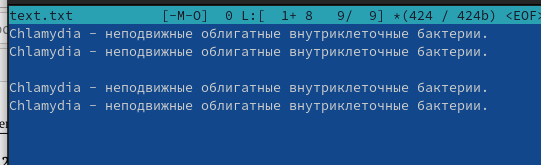 text.txt [-M-O] 0 L:[ 1+ 8 9/ 9] *(424 / 424b) <EOF>
Chlamydia – неподвижные облигатные внутриклеточные бактерии.
Chlamydia – неподвижные облигатные внутриклеточные бактерии.
Chlamydia – неподвижные облигатные внутриклеточные бактерии.
Chlamydia – неподвижные облигатные внутриклеточные бактерии.